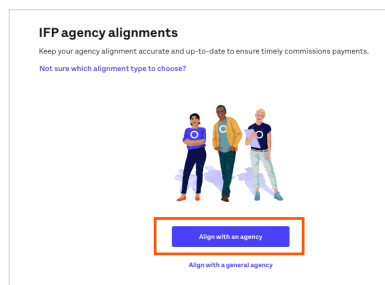 IFP agency alignments
Keep your agency alignment accurate and up-to-date to ensure timely commissions payments.
Not sure which alignment type to choose?
Align with an agency
Align with a general agency